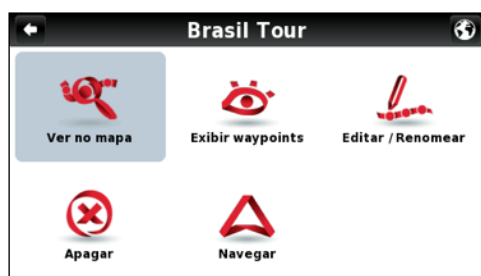 Brasil Tour
Ver no mapa
Exibir waypoints
Editar / Renomear
Apagar
Navegar